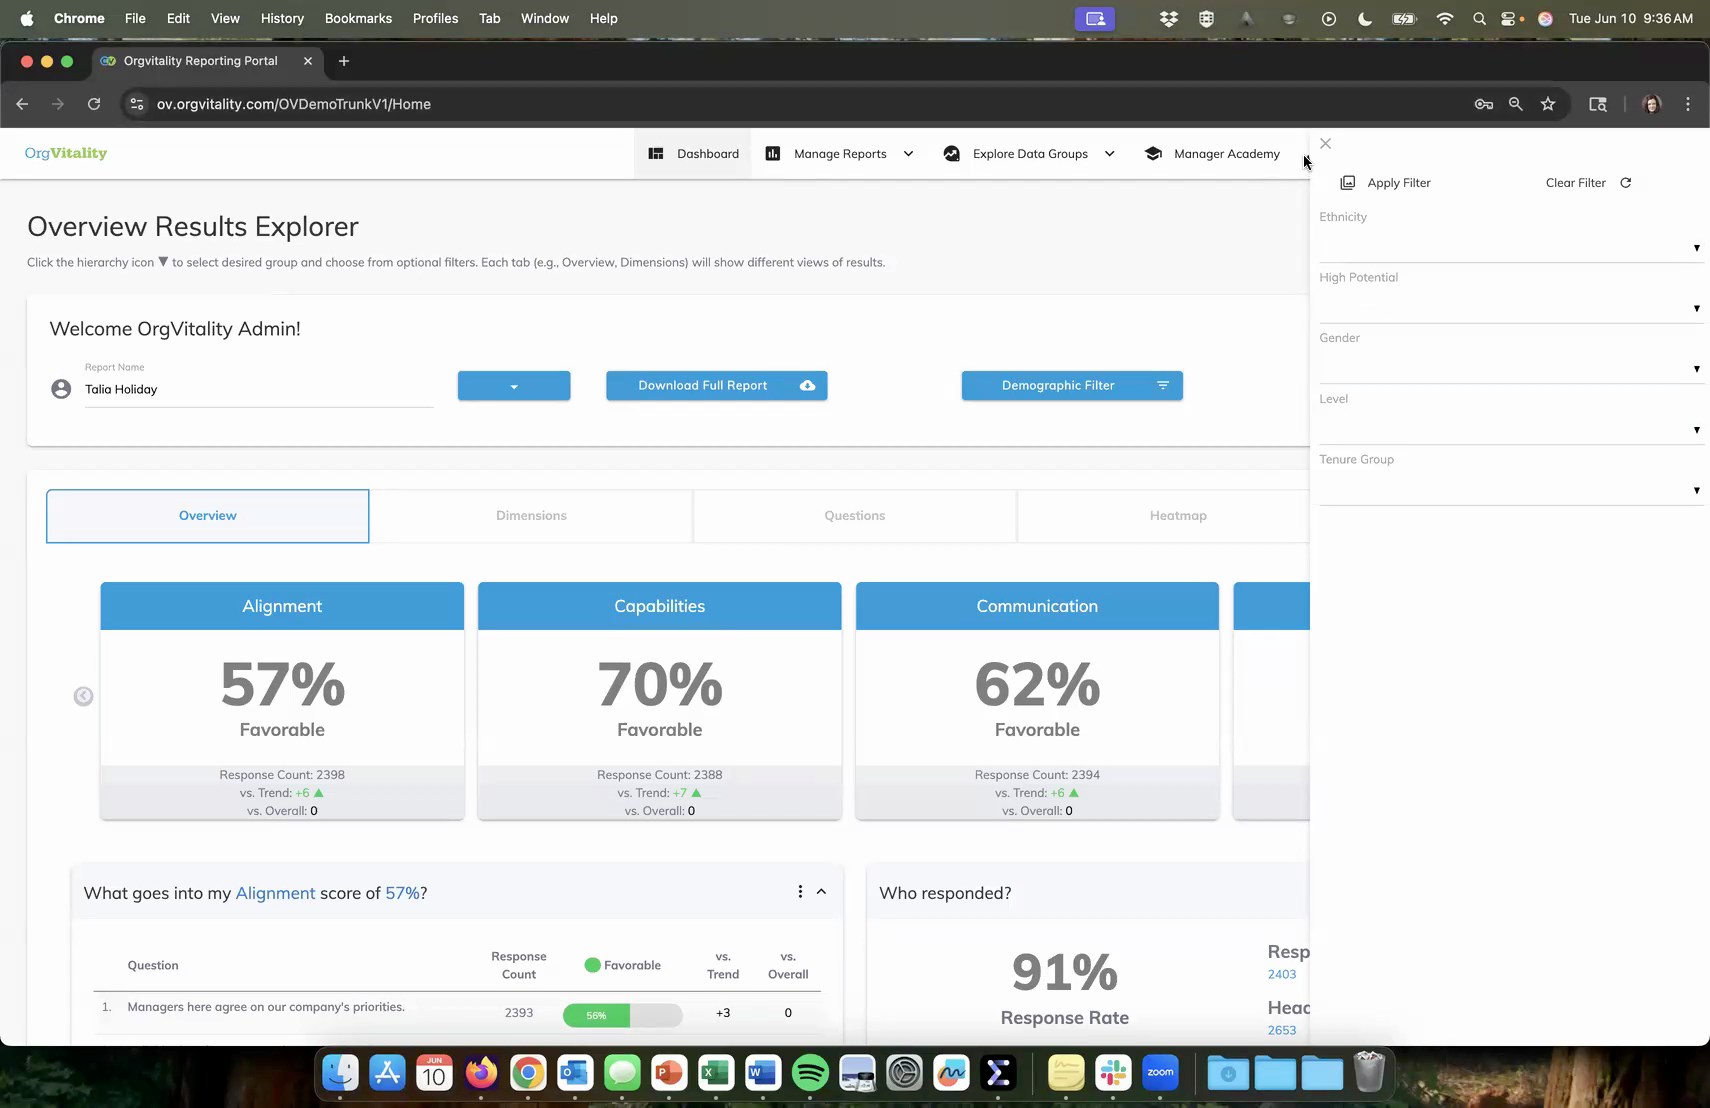 Chrome File Edit View History Bookmarks Profiles Tab Window Help Tue Jun 10 9:36 AM
Orgvitality Reporting Portal
ov.orgvitality.com/OVDemoTrunkV1/Home
OrgVitality Dashboard Manage Reports Explore Data Groups Manager Academy
Apply Filter Clear Filter
Ethnicity
High Potential
Gender
Level
Tenure Group
Overview Results Explorer
Click the hierarchy icon ▼ to select desired group and choose from optional filters. Each tab (e.g., Overview, Dimensions) will show different views of results.
Welcome OrgVitality Admin!
Report Name
Talia Holiday
Download Full Report
Demographic Filter
Overview Dimensions Questions Heatmap
Alignment
57%
Favorable
Response Count: 2398
vs. Trend: +6 ▲
vs. Overall: 0
Capabilities
70%
Favorable
Response Count: 2388
vs. Trend: +7 ▲
vs. Overall: 0
Communication
62%
Favorable
Response Count: 2394
vs. Trend: +6 ▲
vs. Overall: 0
What goes into my Alignment score of 57%?
Question Response Count Favorable vs. Trend vs. Overall
1. Managers here agree on our company's priorities. 2393 56% +3 0
Who responded?
91%
Response Rate
Resp
2403
Head
2653
JUN
10
zoom